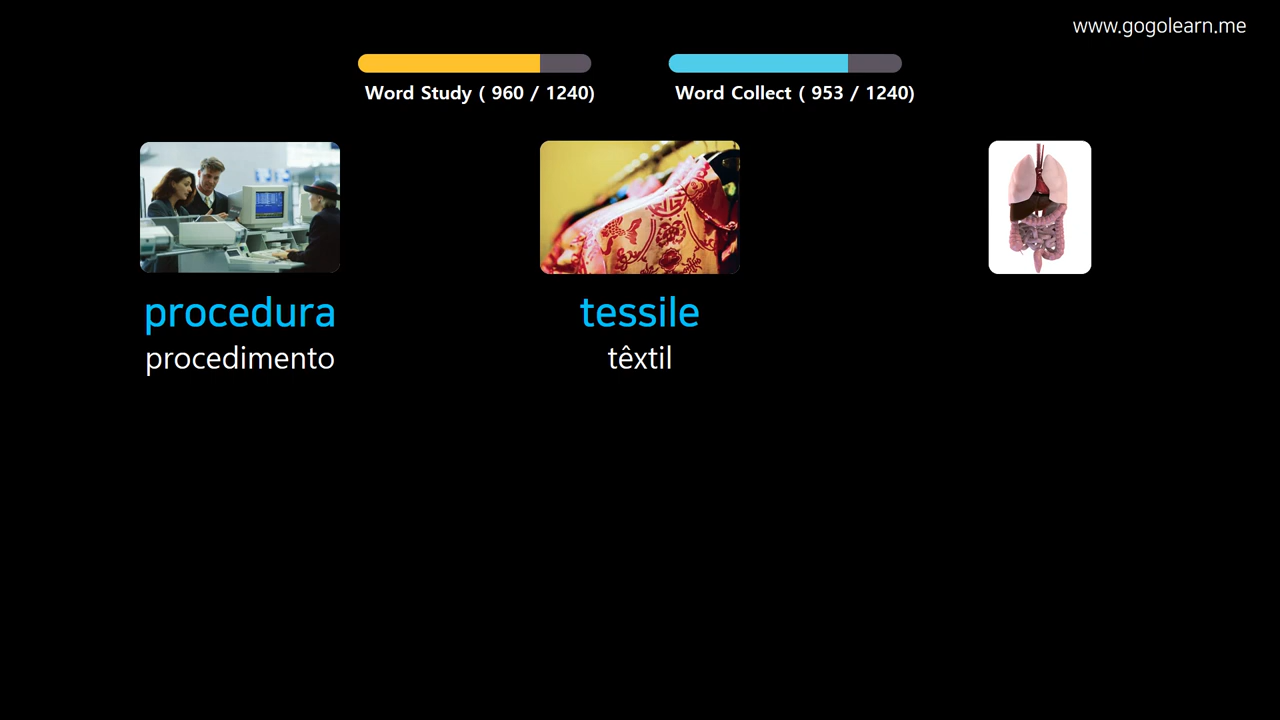 www.gogolearn.me
Word Study ( 960 / 1240)
Word Collect ( 953 / 1240)
procedura
procedimento
tessile
têxtil